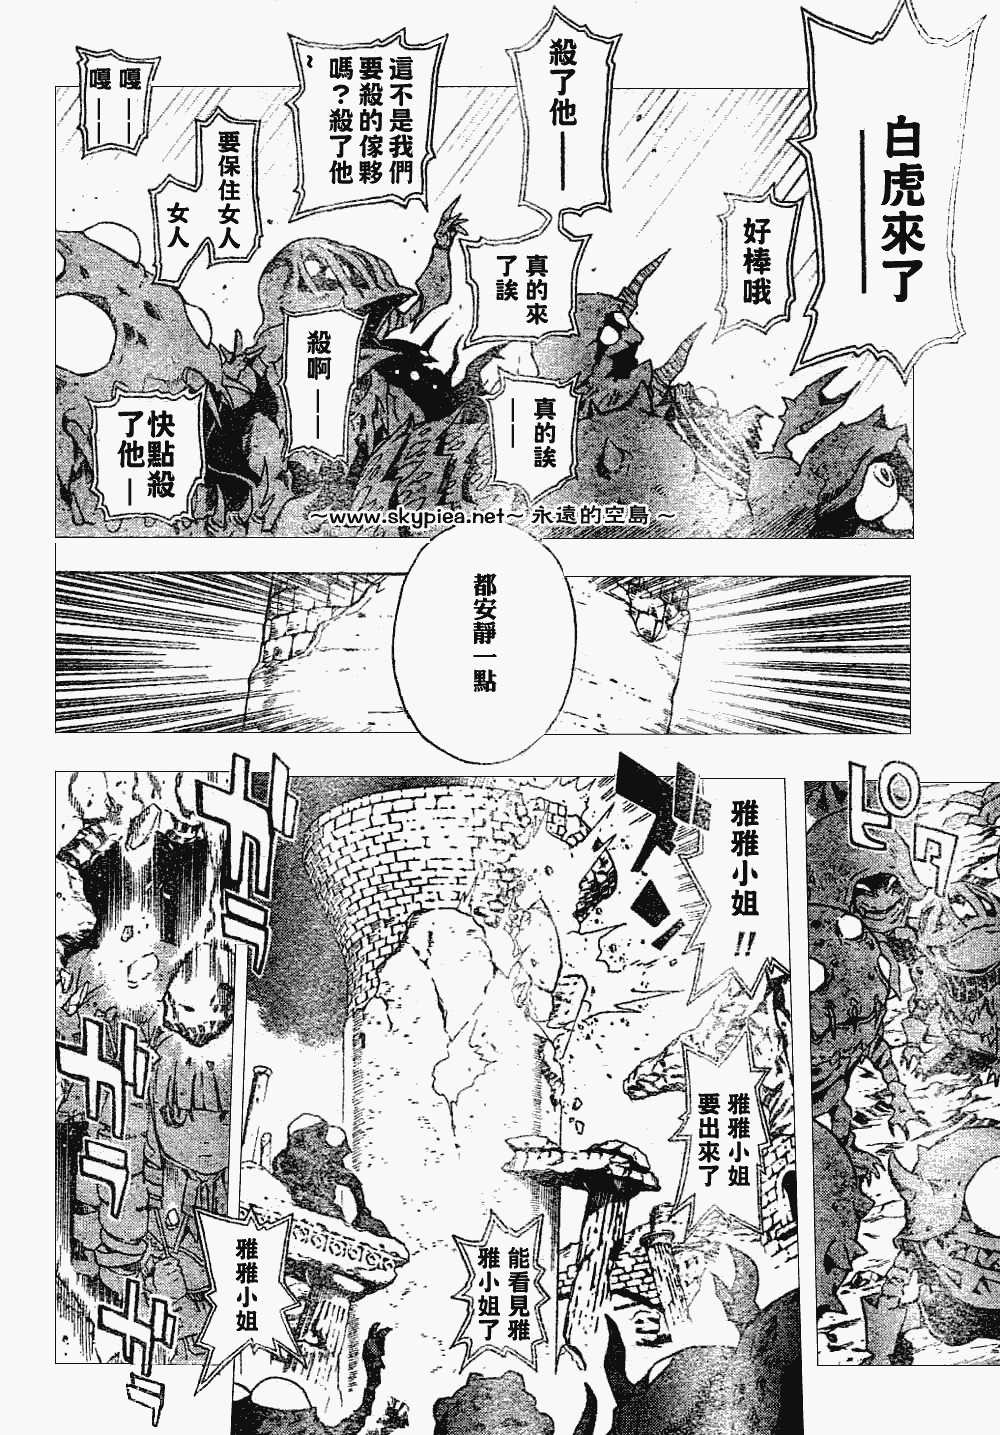 白虎來了——
好棒哦
殺了他——
真的來
了誒
真的誒
——
這不是我們
要殺的傢夥
嗎？殺了他
~
殺啊——
要保住女人
女人
嘎——
嘎——
快點殺
了他—
~www.skypiea.net~ 永遠的空島 ~
都安靜一點
ピタ
雅雅小姐!!
雅雅小姐
要出來了
能看見雅
雅小姐了
雅雅小姐